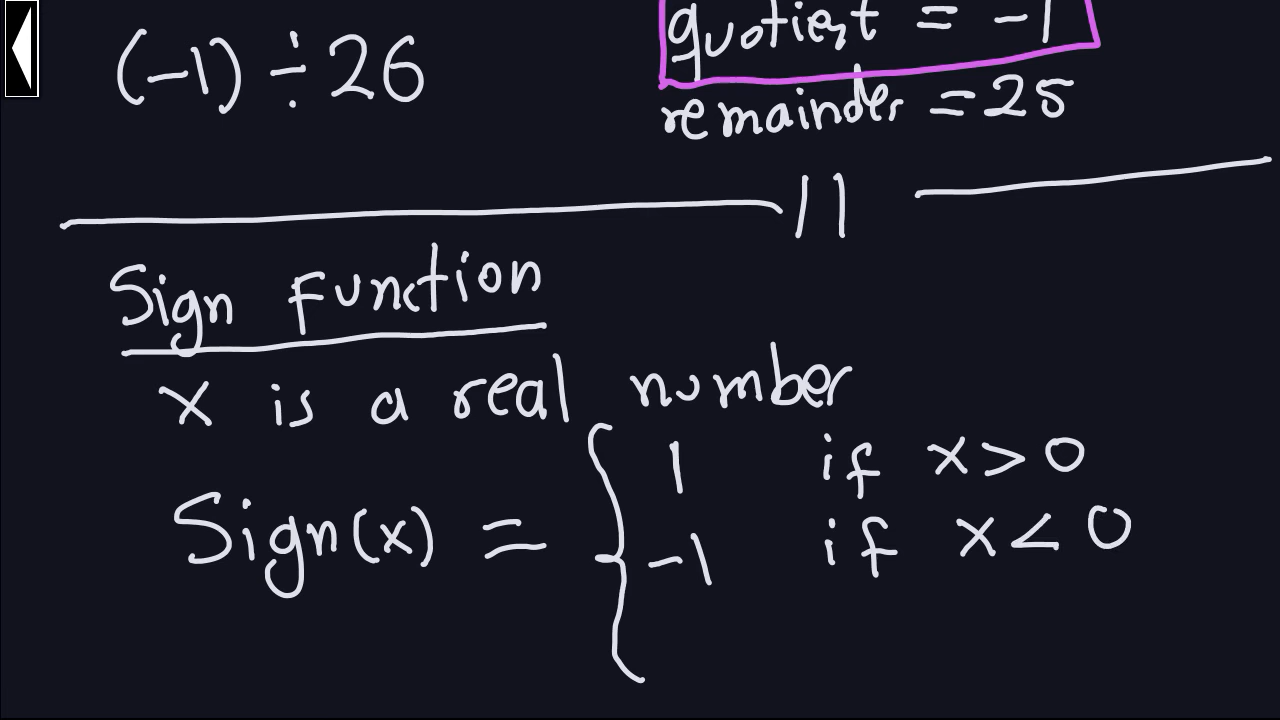 (-1) ÷ 26
quotient = -1
remainder = 25
Sign Function
x is a real number
Sign(x) = { 1 if x > 0
-1 if x < 0